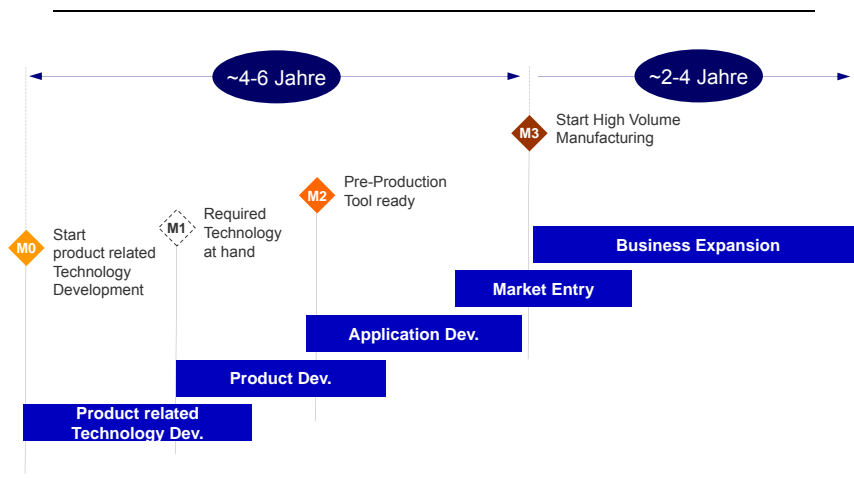 ~4-6 Jahre
~2-4 Jahre
M3
Start High Volume
Manufacturing
M2
Pre-Production
Tool ready
M1
Required
Technology
at hand
M0
Start
product related
Technology
Development
Business Expansion
Market Entry
Application Dev.
Product Dev.
Product related
Technology Dev.